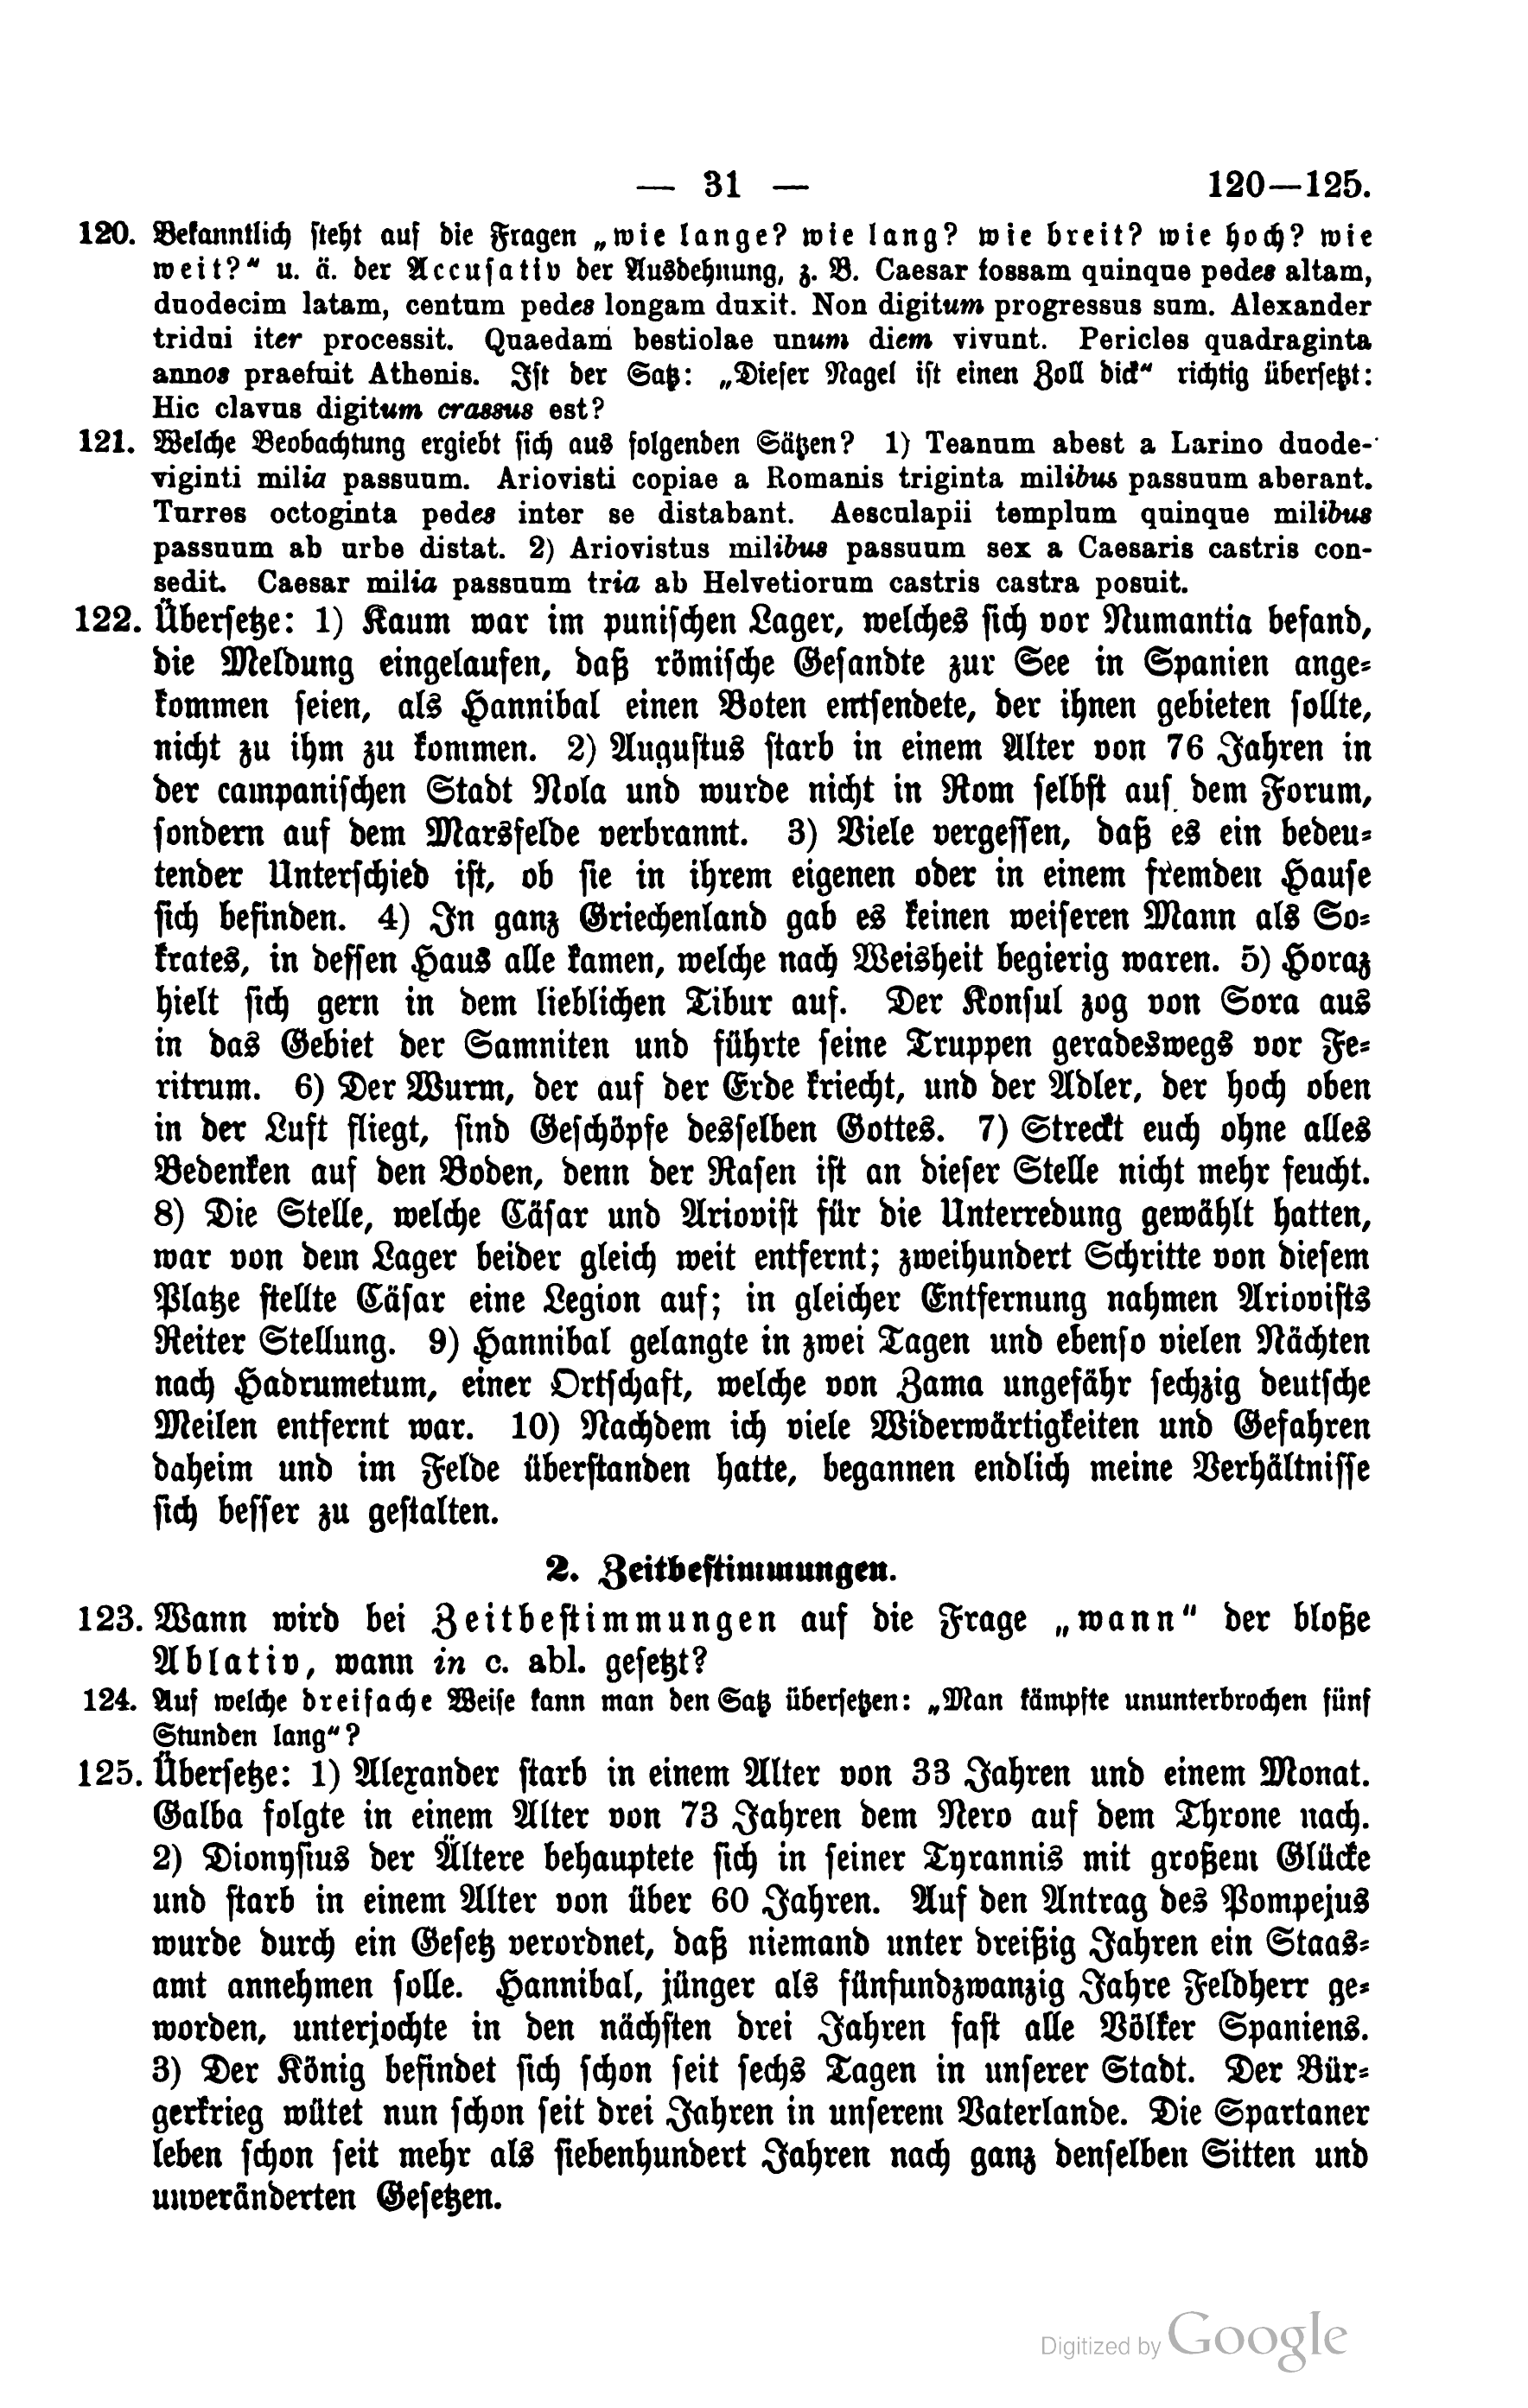 — 31 —
120—125.
120. Bekanntlich steht auf die Fragen „wie lange? wie lang? wie breit? wie hoch? wie
weit?“ u. ä. der Accusativ der Ausdehnung, z. B. Caesar fossam quinque pedes altam,
duodecim latam, centum pedes longam duxit. Non digitum progressus sum. Alexander
tridui iter processit. Quaedam bestiolae unum diem vivunt. Pericles quadraginta
annos praefuit Athenis. Ist der Satz: „Dieser Nagel ist einen Zoll dick“ richtig übersetzt:
Hic clavus digitum crassus est?
121. Welche Beobachtung ergiebt sich aus folgenden Sätzen? 1) Teanum abest a Larino duode-
viginti milia passuum. Ariovisti copiae a Romanis triginta milibus passuum aberant.
Turres octoginta pedes inter se distabant. Aesculapii templum quinque milibus
passuum ab urbe distat. 2) Ariovistus milibus passuum sex a Caesaris castris con-
sedit. Caesar milia passuum tria ab Helvetiorum castris castra posuit.
122. Übersetze: 1) Kaum war im punischen Lager, welches sich vor Numantia befand,
die Meldung eingelaufen, daß römische Gesandte zur See in Spanien ange-
kommen seien, als Hannibal einen Boten entsendete, der ihnen gebieten sollte,
nicht zu ihm zu kommen. 2) Augustus starb in einem Alter von 76 Jahren in
der campanischen Stadt Nola und wurde nicht in Rom selbst auf dem Forum,
sondern auf dem Marsfelde verbrannt. 3) Viele vergessen, daß es ein bedeu-
tender Unterschied ist, ob sie in ihrem eigenen oder in einem fremden Hause
sich befinden. 4) In ganz Griechenland gab es keinen weiseren Mann als So-
krates, in dessen Haus alle kamen, welche nach Weisheit begierig waren. 5) Horaz
hielt sich gern in dem lieblichen Tibur auf. Der Konsul zog von Sora aus
in das Gebiet der Samniten und führte seine Truppen geradeswegs vor Fe-
ritrum. 6) Der Wurm, der auf der Erde kriecht, und der Adler, der hoch oben
in der Luft fliegt, sind Geschöpfe desselben Gottes. 7) Streckt euch ohne alles
Bedenken auf den Boden, denn der Rasen ist an dieser Stelle nicht mehr feucht.
8) Die Stelle, welche Cäsar und Ariovist für die Unterredung gewählt hatten,
war von dem Lager beider gleich weit entfernt; zweihundert Schritte von diesem
Platze stellte Cäsar eine Legion auf; in gleicher Entfernung nahmen Ariovists
Reiter Stellung. 9) Hannibal gelangte in zwei Tagen und ebenso vielen Nächten
nach Hadrumetum, einer Ortschaft, welche von Zama ungefähr sechzig deutsche
Meilen entfernt war. 10) Nachdem ich viele Widerwärtigkeiten und Gefahren
daheim und im Felde überstanden hatte, begannen endlich meine Verhältnisse
sich besser zu gestalten.
2. Zeitbestimmungen.
123. Wann wird bei Zeitbestimmungen auf die Frage „wann“ der bloße
Ablativ, wann in c. abl. gesetzt?
124. Auf welche dreifache Weise kann man den Satz übersetzen: „Man kämpfte ununterbrochen fünf
Stunden lang“?
125. Übersetze: 1) Alexander starb in einem Alter von 33 Jahren und einem Monat.
Galba folgte in einem Alter von 73 Jahren dem Nero auf dem Throne nach.
2) Dionysius der Ältere behauptete sich in seiner Tyrannis mit großem Glücke
und starb in einem Alter von über 60 Jahren. Auf den Antrag des Pompejus
wurde durch ein Gesetz verordnet, daß niemand unter dreißig Jahren ein Staas-
amt annehmen solle. Hannibal, jünger als fünfundzwanzig Jahre Feldherr ge-
worden, unterjochte in den nächsten drei Jahren fast alle Völker Spaniens.
3) Der König befindet sich schon seit sechs Tagen in unserer Stadt. Der Bür-
gerkrieg wütet nun schon seit drei Jahren in unserem Vaterlande. Die Spartaner
leben schon seit mehr als siebenhundert Jahren nach ganz denselben Sitten und
unveränderten Gesetzen.
Digitized by Google